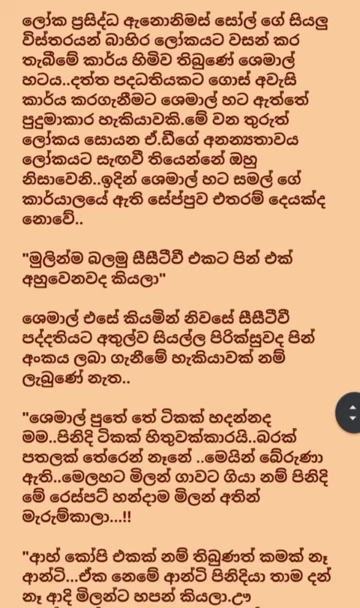 ලෝක ප්‍රසිද්ධ ඇනොනිමස් සෝල් ගේ සියලු
විස්තරයන් බාහිර ලෝකයට වසන් කර
තැබීමේ කාර්ය හිමිව තිබුණේ ශෙමාල්
හටය..දත්ත පද්ධතියකට ගොස් අවැසි
කාර්ය කරගැනීමට ශෙමාල් හට ඇත්තේ
පුදුමාකාර හැකියාවකි.මේ වන තුරුත්
ලෝකය සොයන ඒ.ඩීගේ අනන්‍යතාවය
ලෝකයට සැඟවී තියෙන්නේ ඔහු
නිසාවෙනි..ඉදින් ශෙමාල් හට සමල් ගේ
කාර්යාලයේ ඇති සේප්පුව එතරම් දෙයක්ද
නොවේ..
"මුලින්ම බලමු සීසීටීවී එකට පින් එක්
අහුවෙනවද කියලා"
ශෙමාල් එසේ කියමින් නිවසේ සීසීටීවී
පද්දතියට අතුල්ව සියල්ල පිරික්සුවද පින්
අංකය ලබා ගැනීමේ හැකියාවක් නම්
ලැබුණේ නැත..
"ශෙමාල් පුතේ තේ ටිකක් හදන්නද
මම..පිනිදි ටිකක් හිතුවක්කාරයි..බරක්
පතලක් තේරෙන් නෑනේ ..මෙයින් බේරුණා
ඇති..මෙලහට මිලන් ගාවට ගියා නම් පිනිදි
මේ රෙස්පට් හන්දාම මිලන් අතින්
මැරුම්කාලා...!!
"ආහ් කෝපි එකක් නම් තිබුණත් කමක් නෑ
ආන්ටි...ඒක නෙමේ ආන්ටි පිනිදියා තාම දන්
නෑ ආදි මිලන්ට හපන් කියලා.ඌ